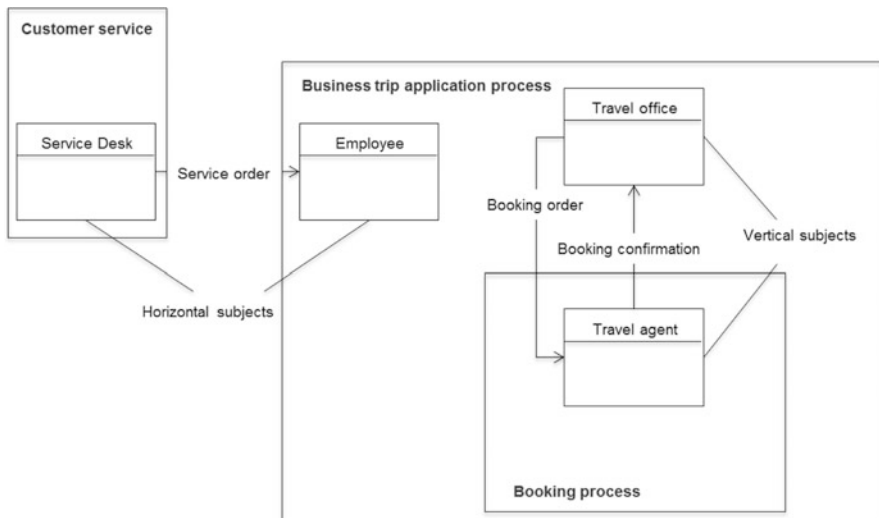 Customer service
Business trip application process
Travel office
Service Desk
Employee
Service order
Booking order
Booking confirmation
Vertical subjects
Horizontal subjects
Travel agent
Booking process